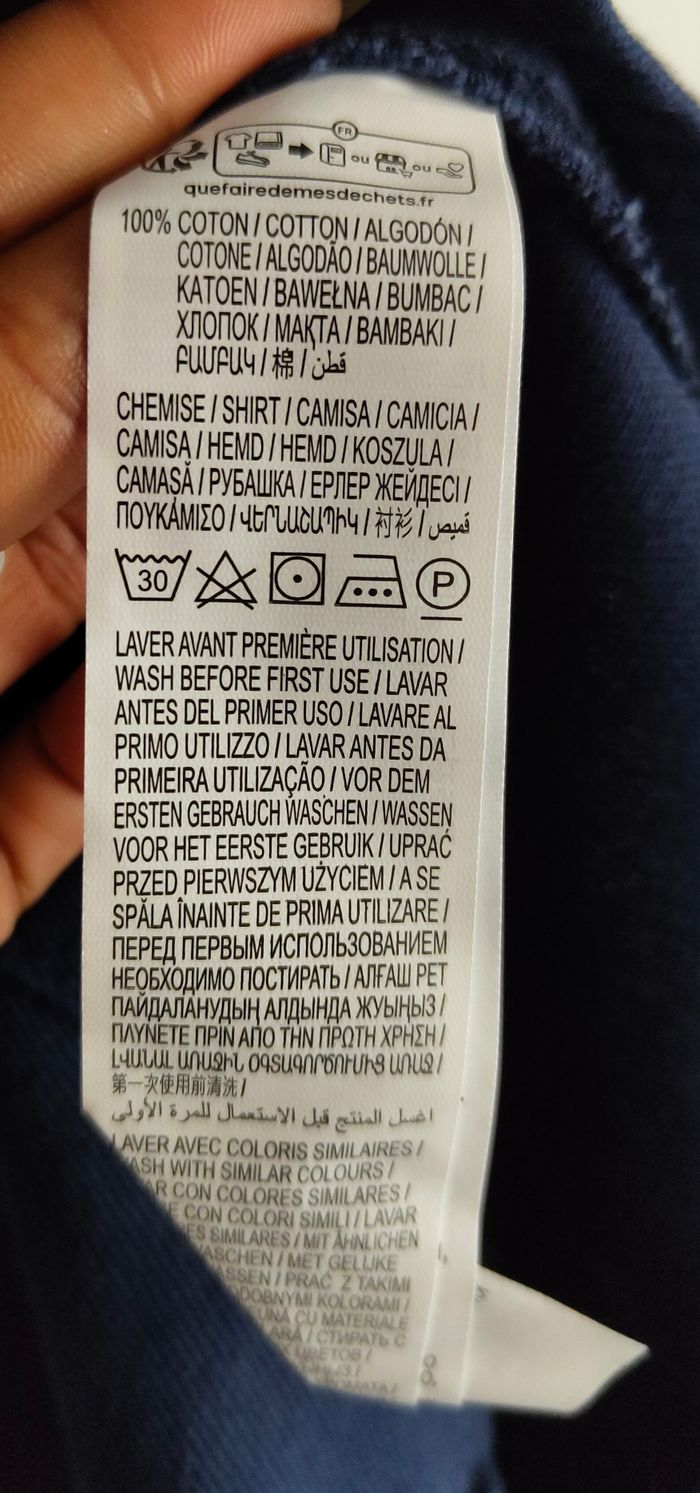 FR
ou ou
quefairedemesdechets.fr
100% COTON / COTTON / ALGODÓN /
COTONE / ALGODÃO / BAUMWOLLE /
KATOEN / BAWEŁNA / BUMBAC /
ХЛОПОК / МАҚТА / BAMBAKI /
ԲԱՄԲԱԿ / 棉 / قطن
CHEMISE / SHIRT / CAMISA / CAMICIA /
CAMISA / HEMD / HEMD / KOSZULA /
CAMASĂ / РУБАШКА / ЕРЛЕР ЖЕЙДЕСІ /
ΠΟΥΚΑΜΙΣΟ / ՎԵՐՆԱՇԱՊԻԿ / 衬衫 / قميص
30
P
LAVER AVANT PREMIÈRE UTILISATION /
WASH BEFORE FIRST USE / LAVAR
ANTES DEL PRIMER USO / LAVARE AL
PRIMO UTILIZZO / LAVAR ANTES DA
PRIMEIRA UTILIZAÇÃO / VOR DEM
ERSTEN GEBRAUCH WASCHEN / WASSEN
VOOR HET EERSTE GEBRUIK / UPRAĆ
PRZED PIERWSZYM UŻYCIEM / A SE
SPĂLA ÎNAINTE DE PRIMA UTILIZARE /
ПЕРЕД ПЕРВЫМ ИСПОЛЬЗОВАНИЕМ
НЕОБХОДИМО ПОСТИРАТЬ / АЛҒАШ РЕТ
ПАЙДАЛАНУДЫҢ АЛДЫНДА ЖУЫҢЫЗ /
ΠΛΥΝΕΤΕ ΠΡΙΝ ΑΠΟ ΤΗΝ ΠΡΩΤΗ ΧΡΗΣΗ /
ԼՎԱՆԱԼ ԱՌԱՋԻՆ ՕԳՏԱԳՈՐԾՈՒՄԻՑ ԱՌԱՋ /
第一次使用前清洗 /
اغسل المنتج قبل الاستعمال للمرة الأولى
LAVER AVEC COLORIS SIMILAIRES /
WASH WITH SIMILAR COLOURS /
CON COLORES SIMILARES /
CON COLORI SIMILI / LAVAR
SIMILARES / MIT ÄHNLICHEN
WASCHEN / MET GELIJKE
WASSEN / PRAĆ Z TAKIMI
KOLORAMI /
CU MATERIALE
/ СТИРАТЬ С
ЦВЕТОВ /